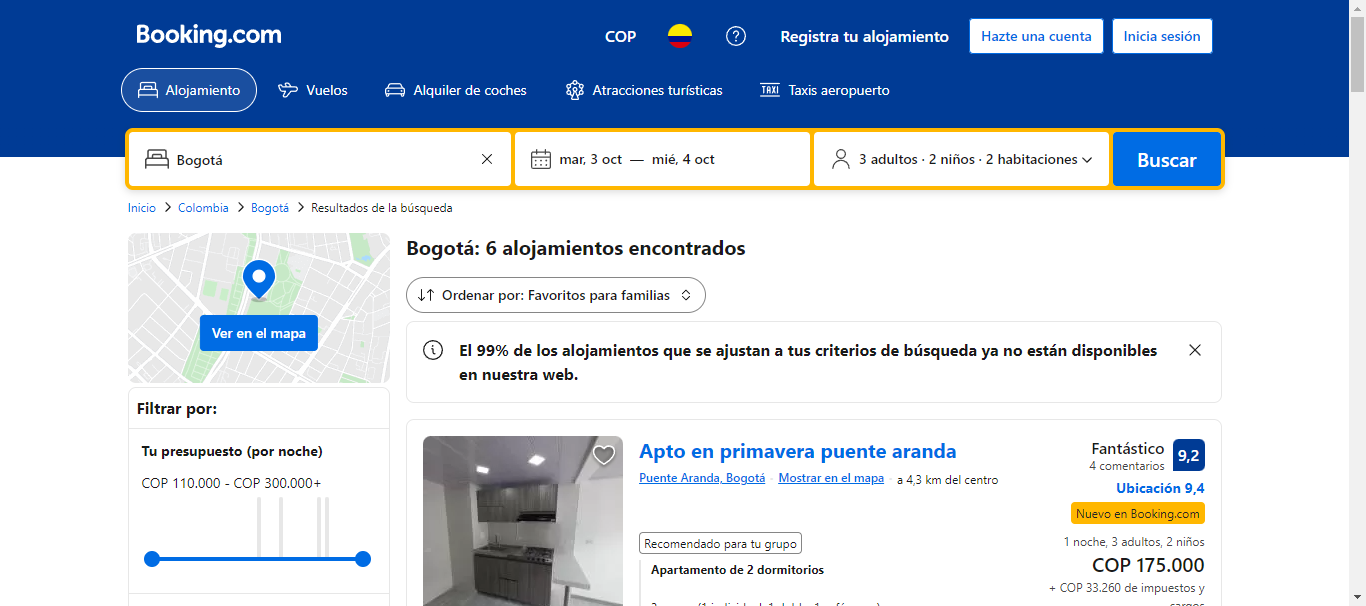 Booking.com
COP
Registra tu alojamiento
Hazte una cuenta
Inicia sesión
Alojamiento
Vuelos
Alquiler de coches
Atracciones turísticas
TAXI
Taxis aeropuerto
Bogotá
mar, 3 oct — mié, 4 oct
3 adultos · 2 niños · 2 habitaciones
Buscar
Inicio > Colombia > Bogotá > Resultados de la búsqueda
Ver en el mapa
Filtrar por:
Tu presupuesto (por noche)
COP 110.000 - COP 300.000+
Bogotá: 6 alojamientos encontrados
Ordenar por: Favoritos para familias
El 99% de los alojamientos que se ajustan a tus criterios de búsqueda ya no están disponibles
en nuestra web.
Apto en primavera puente aranda
Puente Aranda, Bogotá · Mostrar en el mapa · a 4,3 km del centro
Recomendado para tu grupo
Apartamento de 2 dormitorios
Fantástico
4 comentarios
9,2
Ubicación 9,4
Nuevo en Booking.com
1 noche, 3 adultos, 2 niños
COP 175.000
+ COP 33.260 de impuestos y